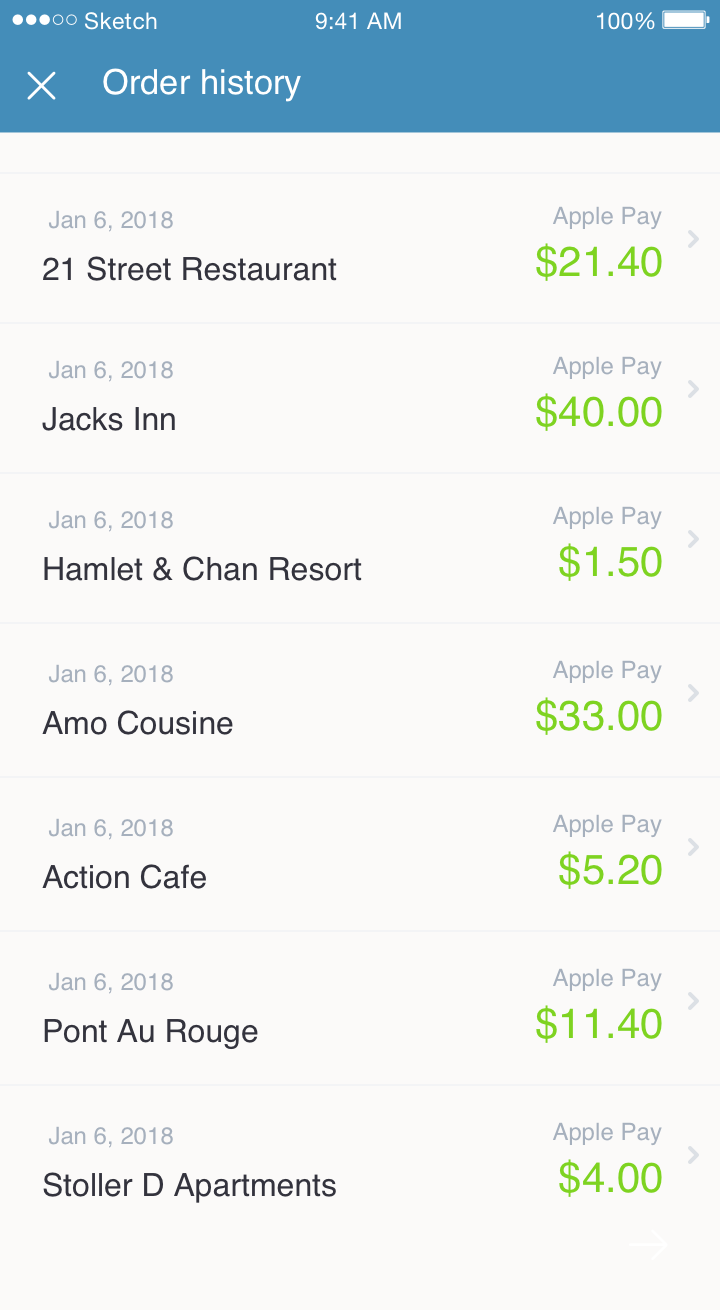 Sketch 9:41 AM 100%
Order history
Jan 6, 2018 Apple Pay
21 Street Restaurant $21.40
Jan 6, 2018 Apple Pay
Jacks Inn $40.00
Jan 6, 2018 Apple Pay
Hamlet & Chan Resort $1.50
Jan 6, 2018 Apple Pay
Amo Cousine $33.00
Jan 6, 2018 Apple Pay
Action Cafe $5.20
Jan 6, 2018 Apple Pay
Pont Au Rouge $11.40
Jan 6, 2018 Apple Pay
Stoller D Apartments $4.00